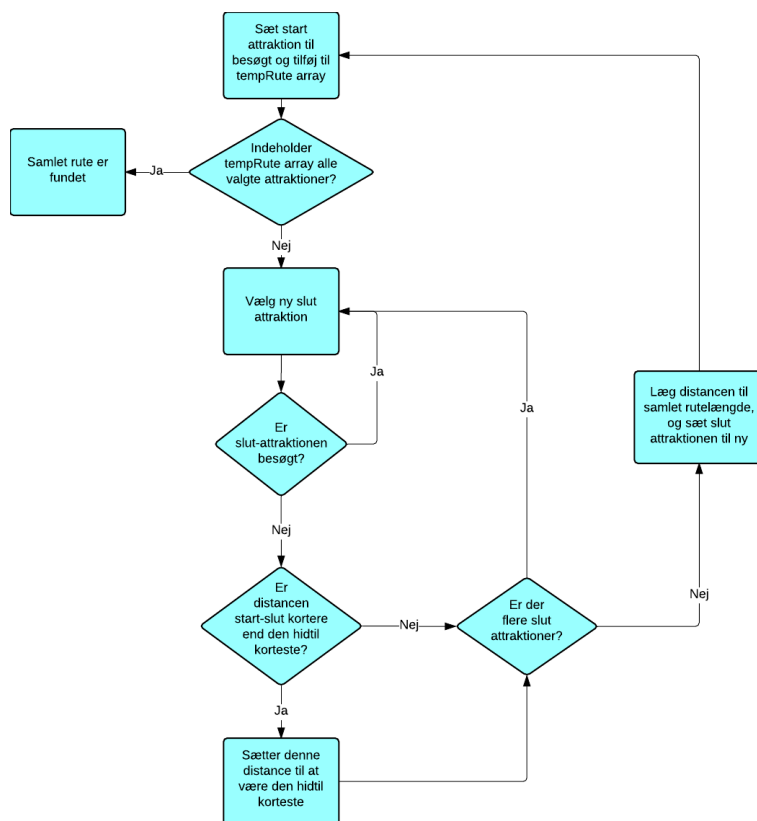 Sæt start
attraktion til
besøgt og tilføj til
tempRute array
Indeholder
tempRute array alle
valgte attraktioner?
Ja
Samlet rute er
fundet
Nej
Vælg ny slut
attraktion
Ja
Er
slut-attraktionen
besøgt?
Nej
Er
distancen
start-slut kortere
end den hidtil
korteste?
Nej
Ja
Sætter denne
distance til at
være den hidtil
korteste
Er der
flere slut
attraktioner?
Ja
Nej
Læg distancen til
samlet rutelængde,
og sæt slut
attraktionen til ny